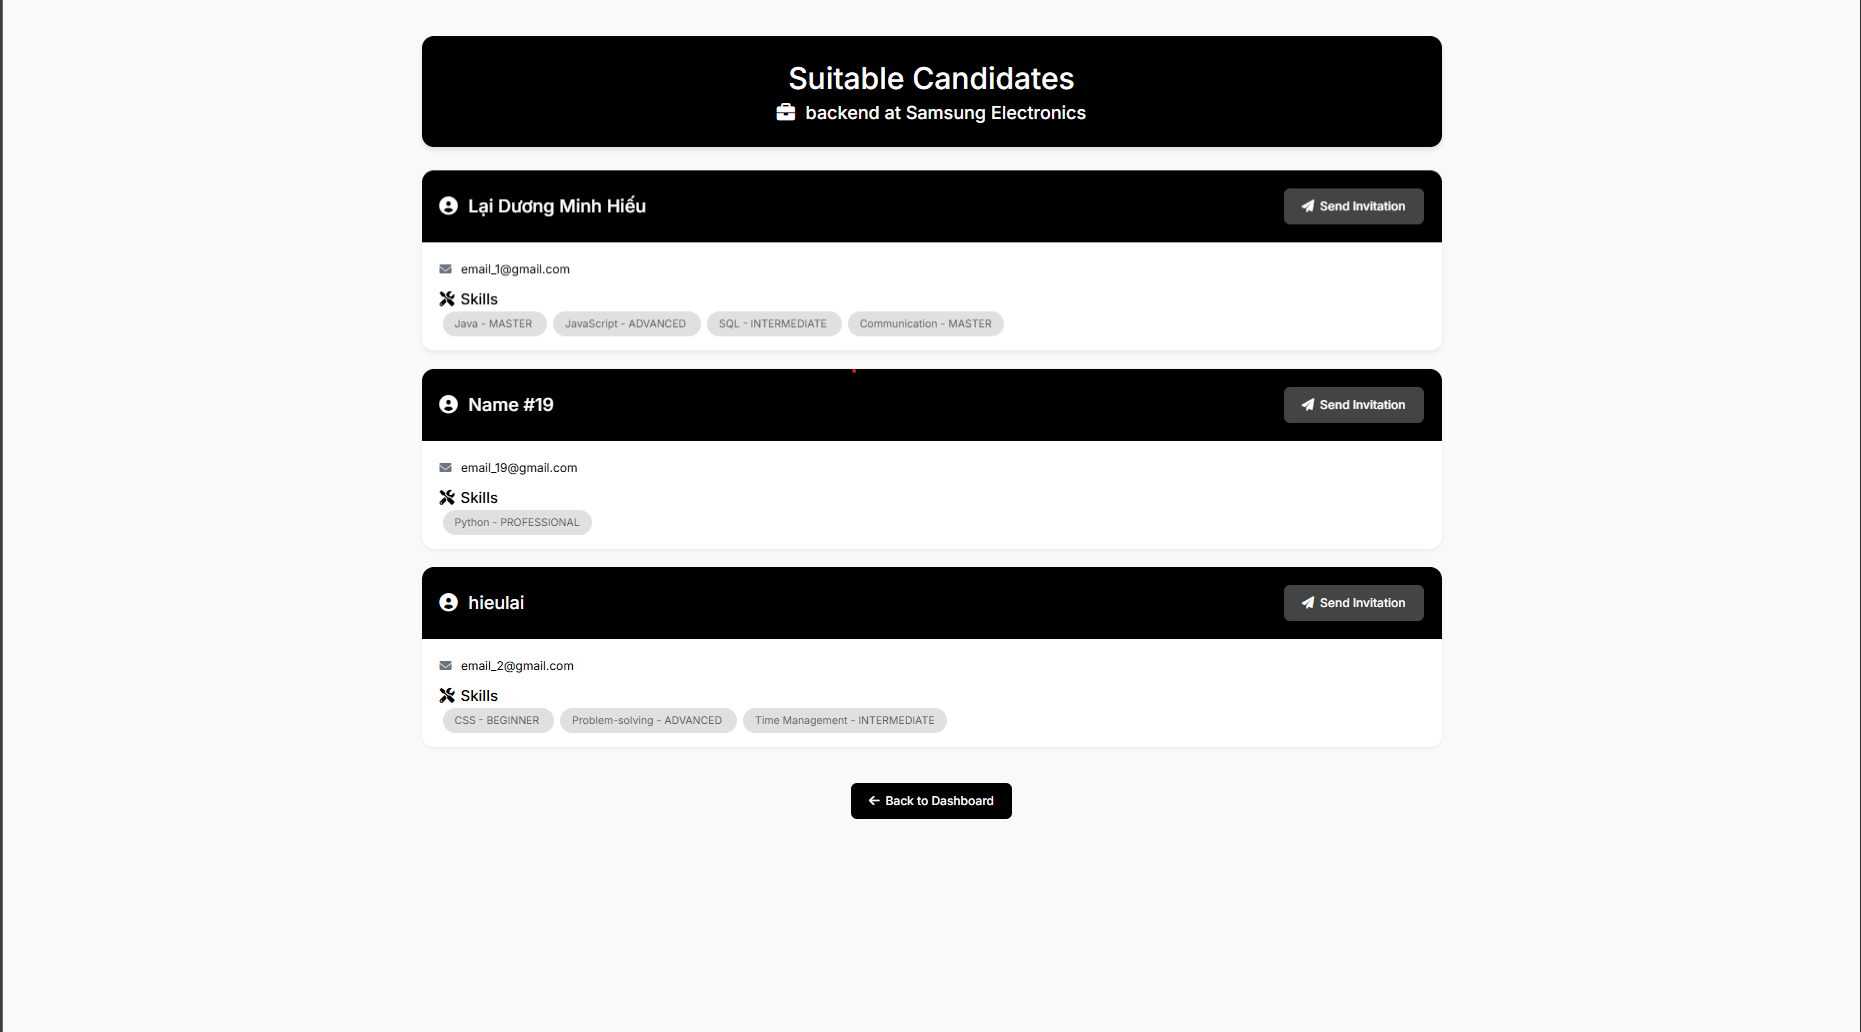 Suitable Candidates
backend at Samsung Electronics
Lại Dương Minh Hiếu
Send Invitation
email_1@gmail.com
Skills
Java - MASTER JavaScript - ADVANCED SQL - INTERMEDIATE Communication - MASTER
Name #19
Send Invitation
email_19@gmail.com
Skills
Python - PROFESSIONAL
hieulai
Send Invitation
email_2@gmail.com
Skills
CSS - BEGINNER Problem-solving - ADVANCED Time Management - INTERMEDIATE
Back to Dashboard